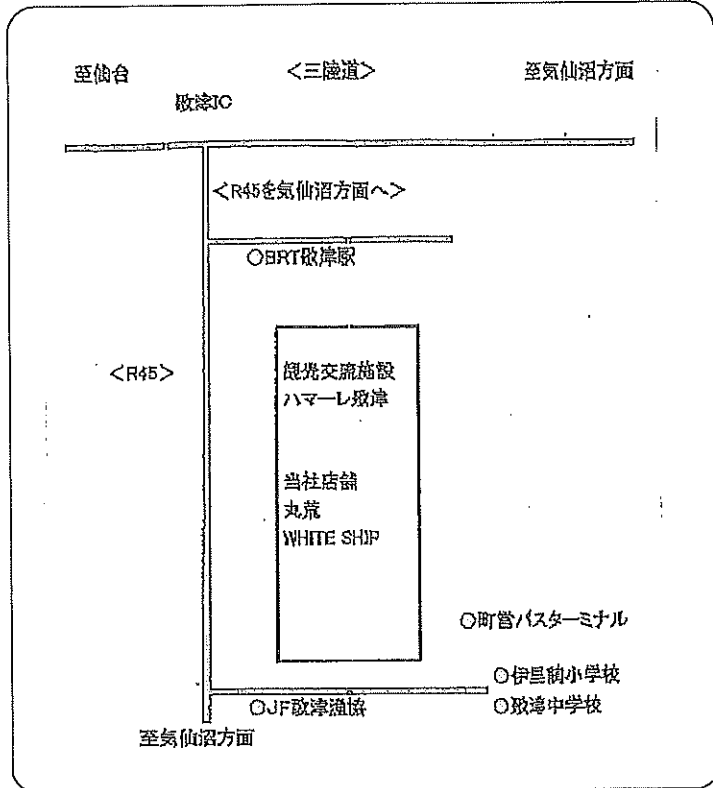 至仙台
＜三陸道＞
至気仙沼方面
歌津IC
＜R45を気仙沼方面へ＞
○BRT歌津駅
＜R45＞
観光交流施設
ハマーレ歌津
当社店舗
丸荒
WHITE SHIP
○町営バスターミナル
○伊里前小学校
○JF歌津漁協
○歌津中学校
至気仙沼方面